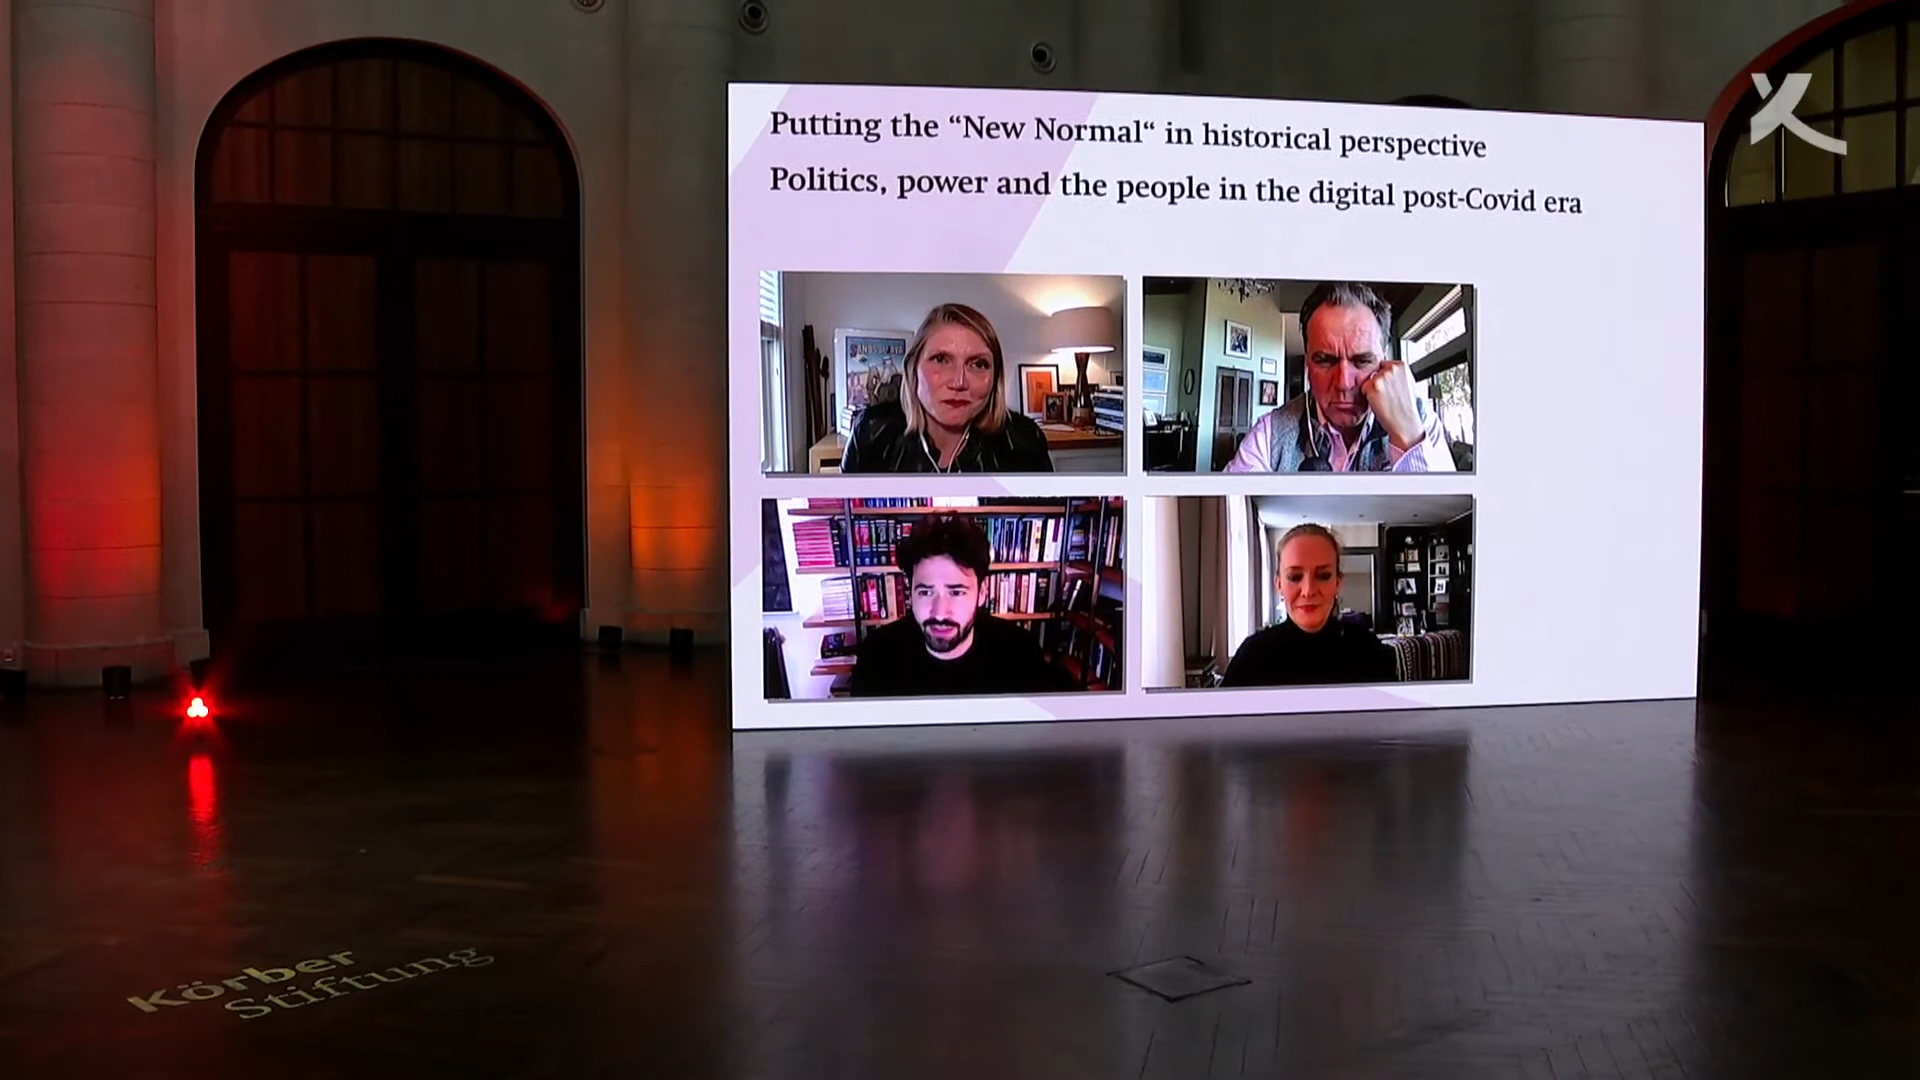 Putting the “New Normal“ in historical perspective
Politics, power and the people in the digital post-Covid era
Körber
Stiftung